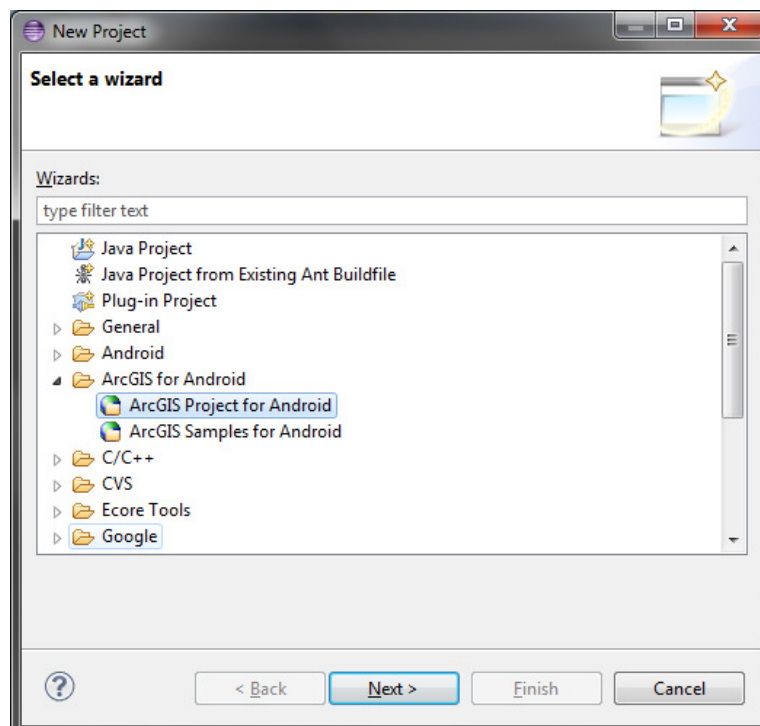 New Project
Select a wizard
Wizards:
type filter text
Java Project
Java Project from Existing Ant Buildfile
Plug-in Project
General
Android
ArcGIS for Android
ArcGIS Project for Android
ArcGIS Samples for Android
C/C++
CVS
Ecore Tools
Google
? < Back Next > Finish Cancel